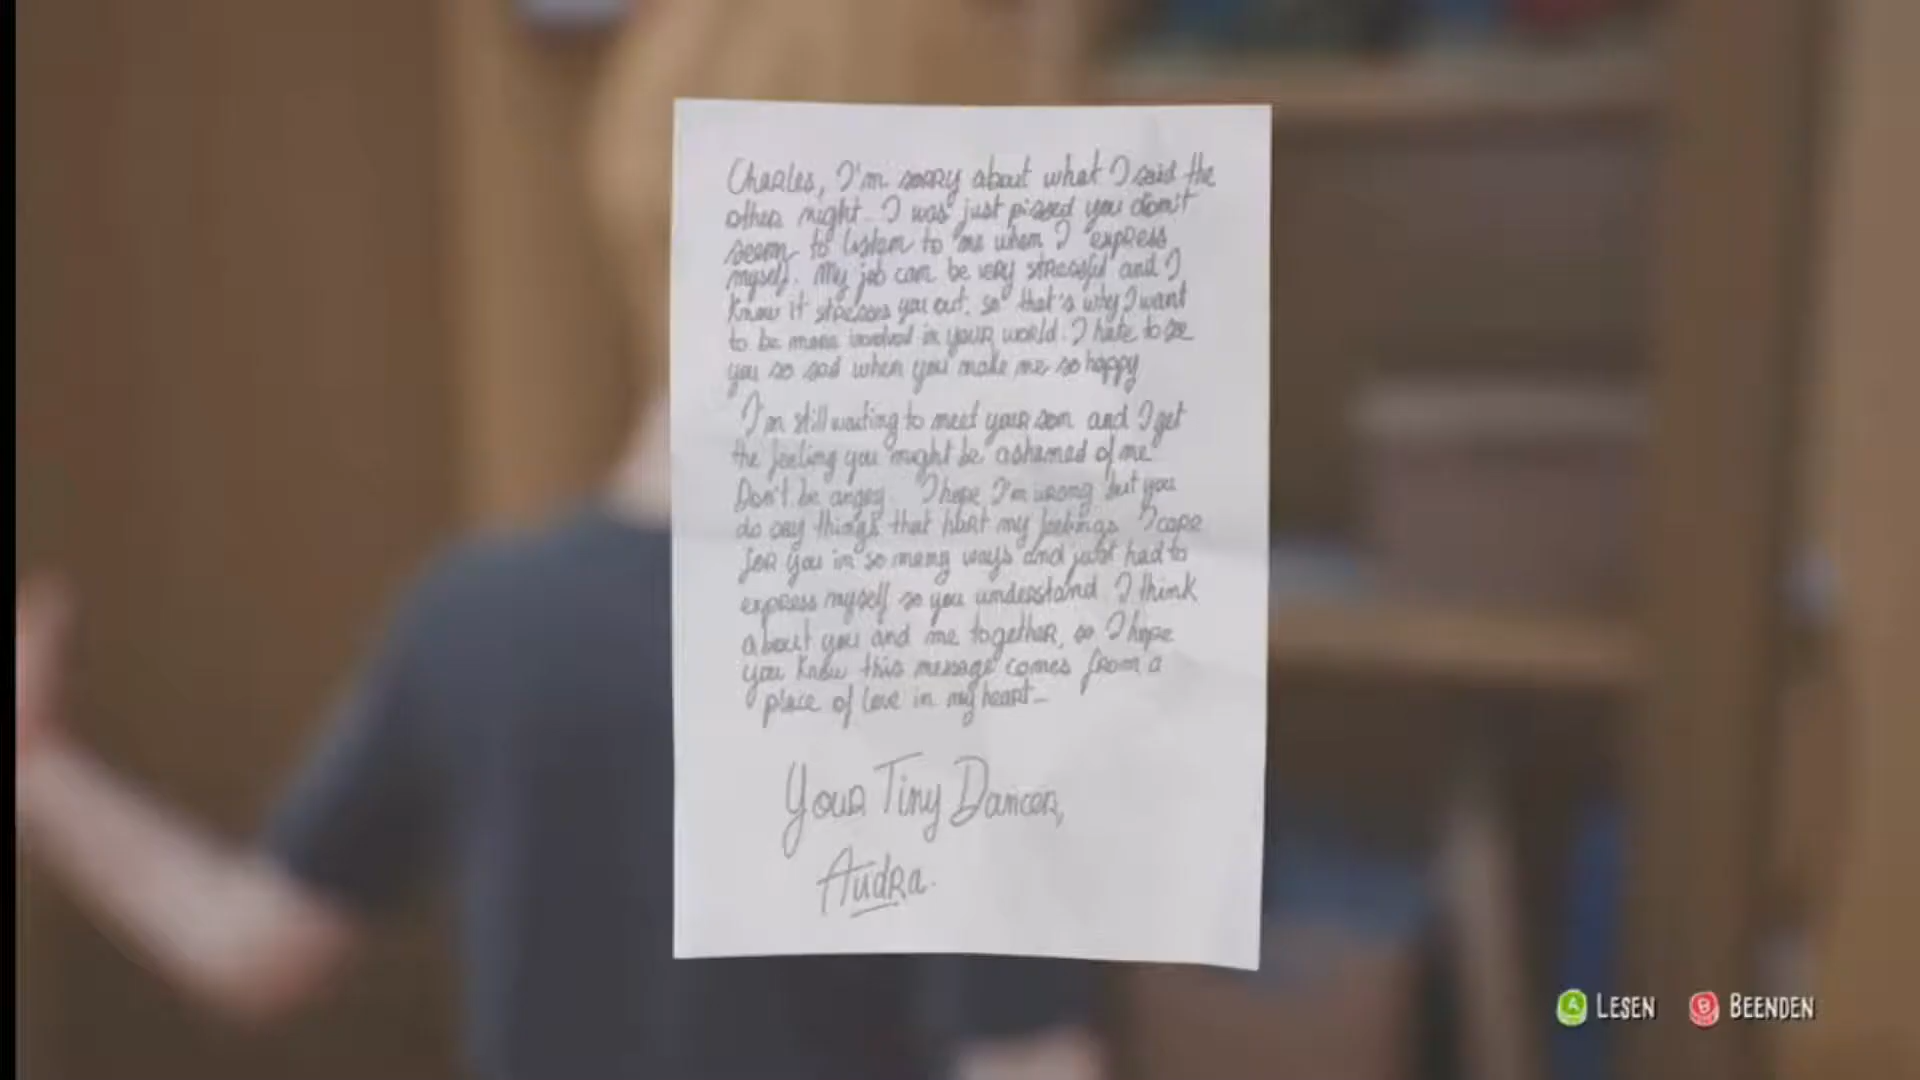 Charles, I'm sorry about what I said the
other night_ I was just pissed you don't
seem to listen to me when I express
myself. My job can be very stressful and I
know it stresses you out, so that's why I want
to be more involved in your world. I hate to see
you so sad when you make me so happy
I'm still waiting to meet your son and I get
the feeling you might be ashamed of me
Don't be angry I hope I'm wrong but you
do say things that hurt my feelings I care
for you in so many ways and just had to
express myself so you understand I think
about you and me together, so I hope
you know this message comes from a
place of love in my heart_
Your Tiny Dancer,
Audra.
A LESEN B BEENDEN